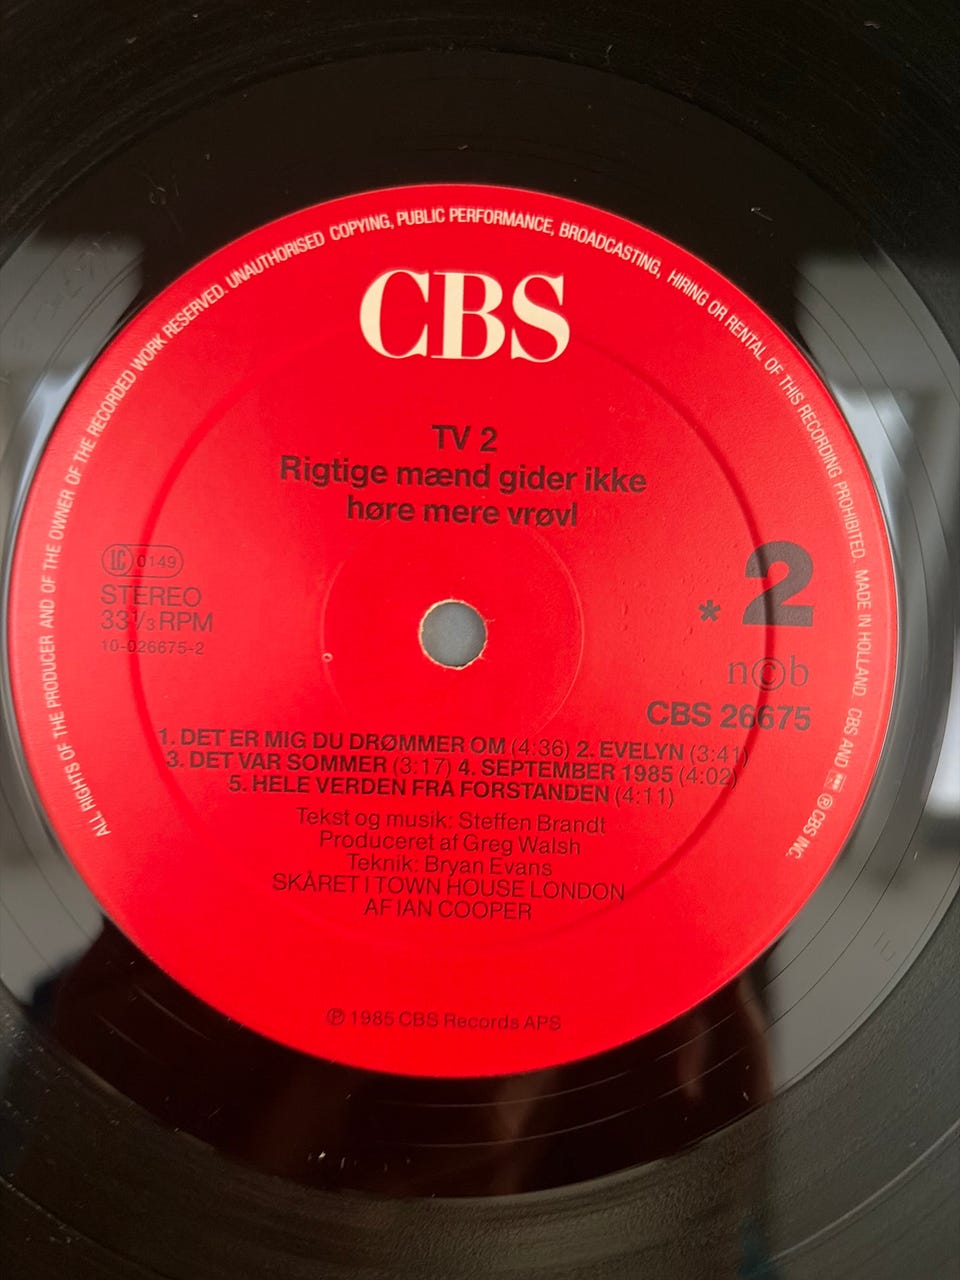 ALL RIGHTS OF THE PRODUCER AND OF THE OWNER OF THE RECORDED WORK RESERVED. UNAUTHORISED COPYING, PUBLIC PERFORMANCE, BROADCASTING, HIRING OR RENTAL OF THIS RECORDING PROHIBITED. MADE IN HOLLAND. CBS AND ℗ CBS INC.
CBS
TV 2
Rigtige mænd gider ikke
høre mere vrøvl
LC 0149
STEREO
33 1/3 RPM
10-026675-2
* 2
n©b
CBS 26675
1. DET ER MIG DU DRØMMER OM (4:36) 2. EVELYN (3:41)
3. DET VAR SOMMER (3:17) 4. SEPTEMBER 1985 (4:02)
5. HELE VERDEN FRA FORSTANDEN (4:11)
Tekst og musik: Steffen Brandt
Produceret af Greg Walsh
Teknik: Bryan Evans
SKÅRET I TOWN HOUSE LONDON
AF IAN COOPER
℗ 1985 CBS Records APS